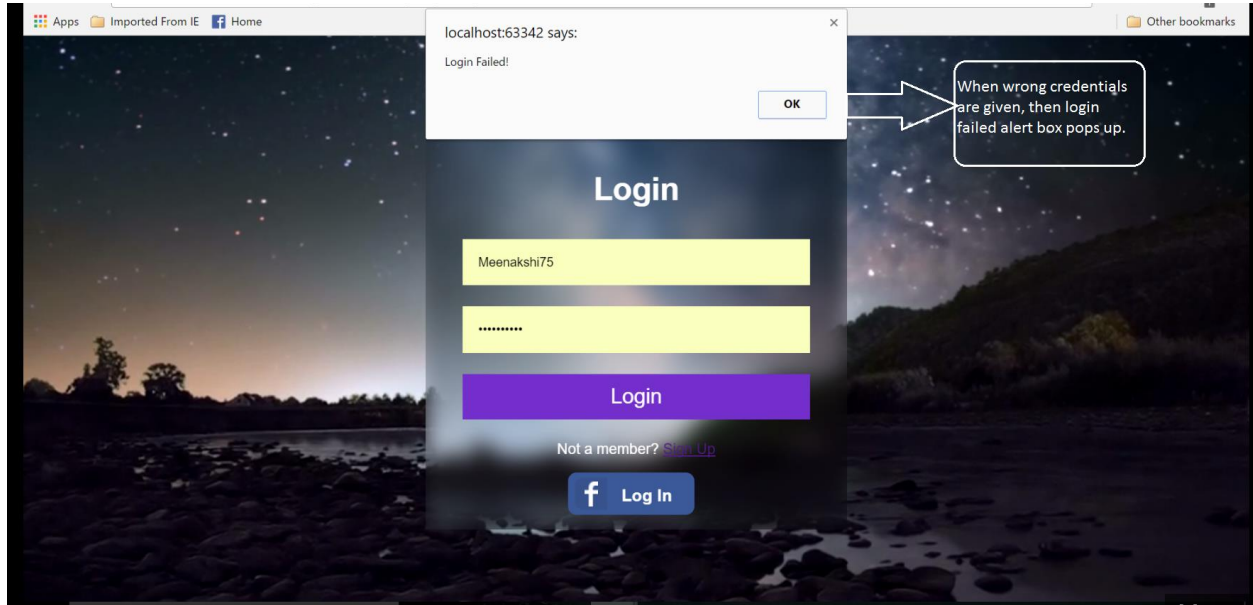 Apps Imported From IE Home Other bookmarks
localhost:63342 says:
Login Failed!
OK
When wrong credentials
are given, then login
failed alert box pops up.
Login
Meenakshi75
Login
Not a member? Sign Up
f Log In